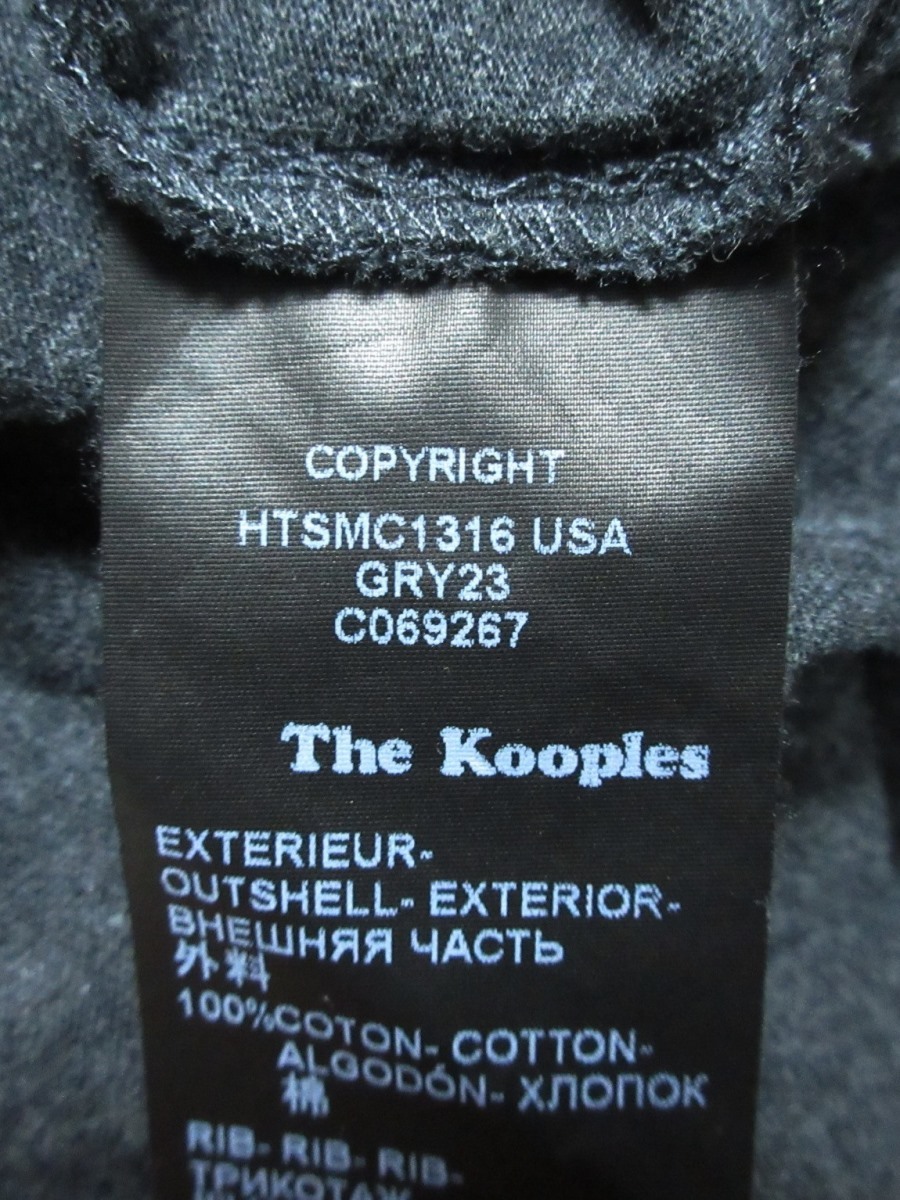 COPYRIGHT
HTSMC1316 USA
GRY23
C069267
The Kooples
EXTERIEUR-
OUTSHELL- EXTERIOR-
ВНЕШНЯЯ ЧАСТЬ
外料
100%COTON- COTTON-
ALGODÓN- ХЛОПОК
棉
RIB- RIB- RIB-
ТРИКОТАЖ